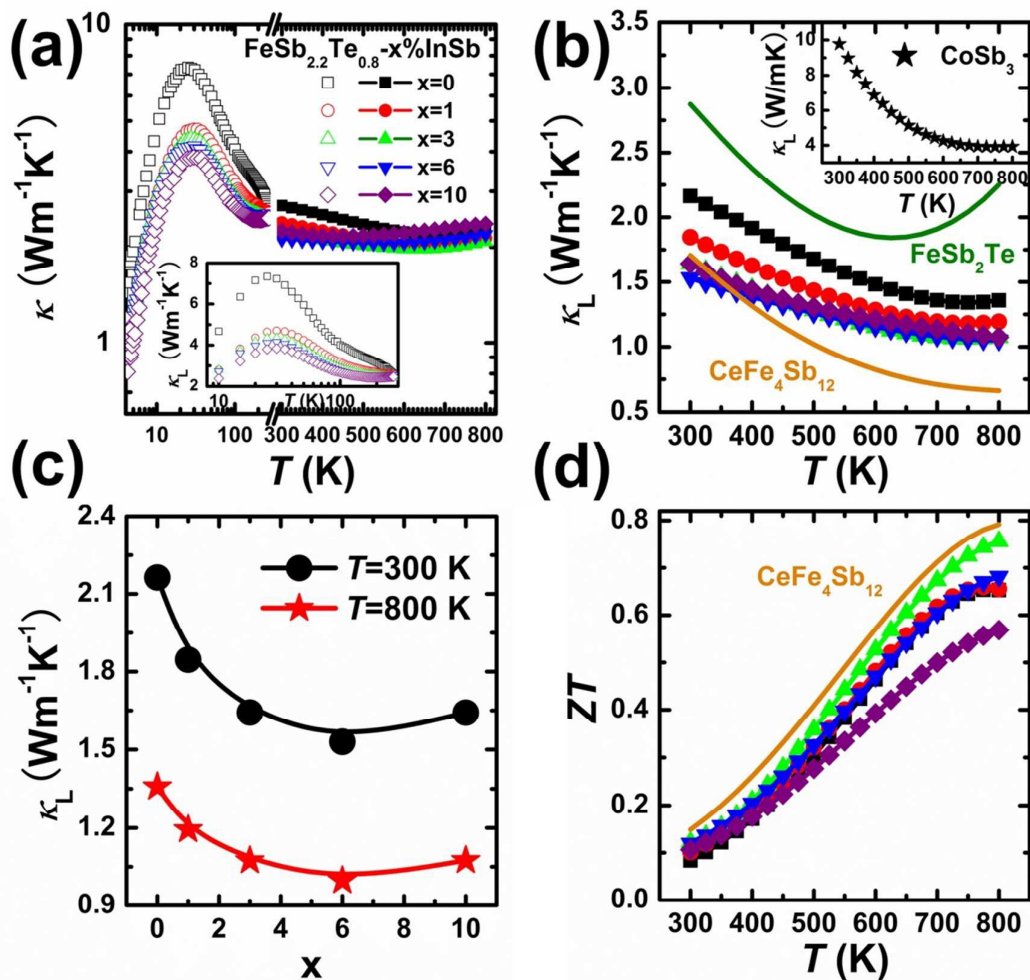 (a)
10
1
κ (Wm⁻¹K⁻¹)
FeSb₂.₂Te₀.₈-x%InSb
x=0
x=1
x=3
x=6
x=10
8
6
4
2
κL (Wm⁻¹K⁻¹)
10 T (K) 100
10 100 300 400 500 600 700 800
T (K)
(b)
3.5
3.0
2.5
2.0
1.5
1.0
0.5
κL (Wm⁻¹K⁻¹)
10
8
6
4
κL (W/mK)
CoSb₃
300 400 500 600 700 800
T (K)
FeSb₂Te
CeFe₄Sb₁₂
300 400 500 600 700 800
T (K)
(c)
2.4
2.1
1.8
1.5
1.2
0.9
κL (Wm⁻¹K⁻¹)
T=300 K
T=800 K
0 2 4 6 8 10
x
(d)
0.8
0.6
0.4
0.2
0.0
ZT
CeFe₄Sb₁₂
300 400 500 600 700 800
T (K)